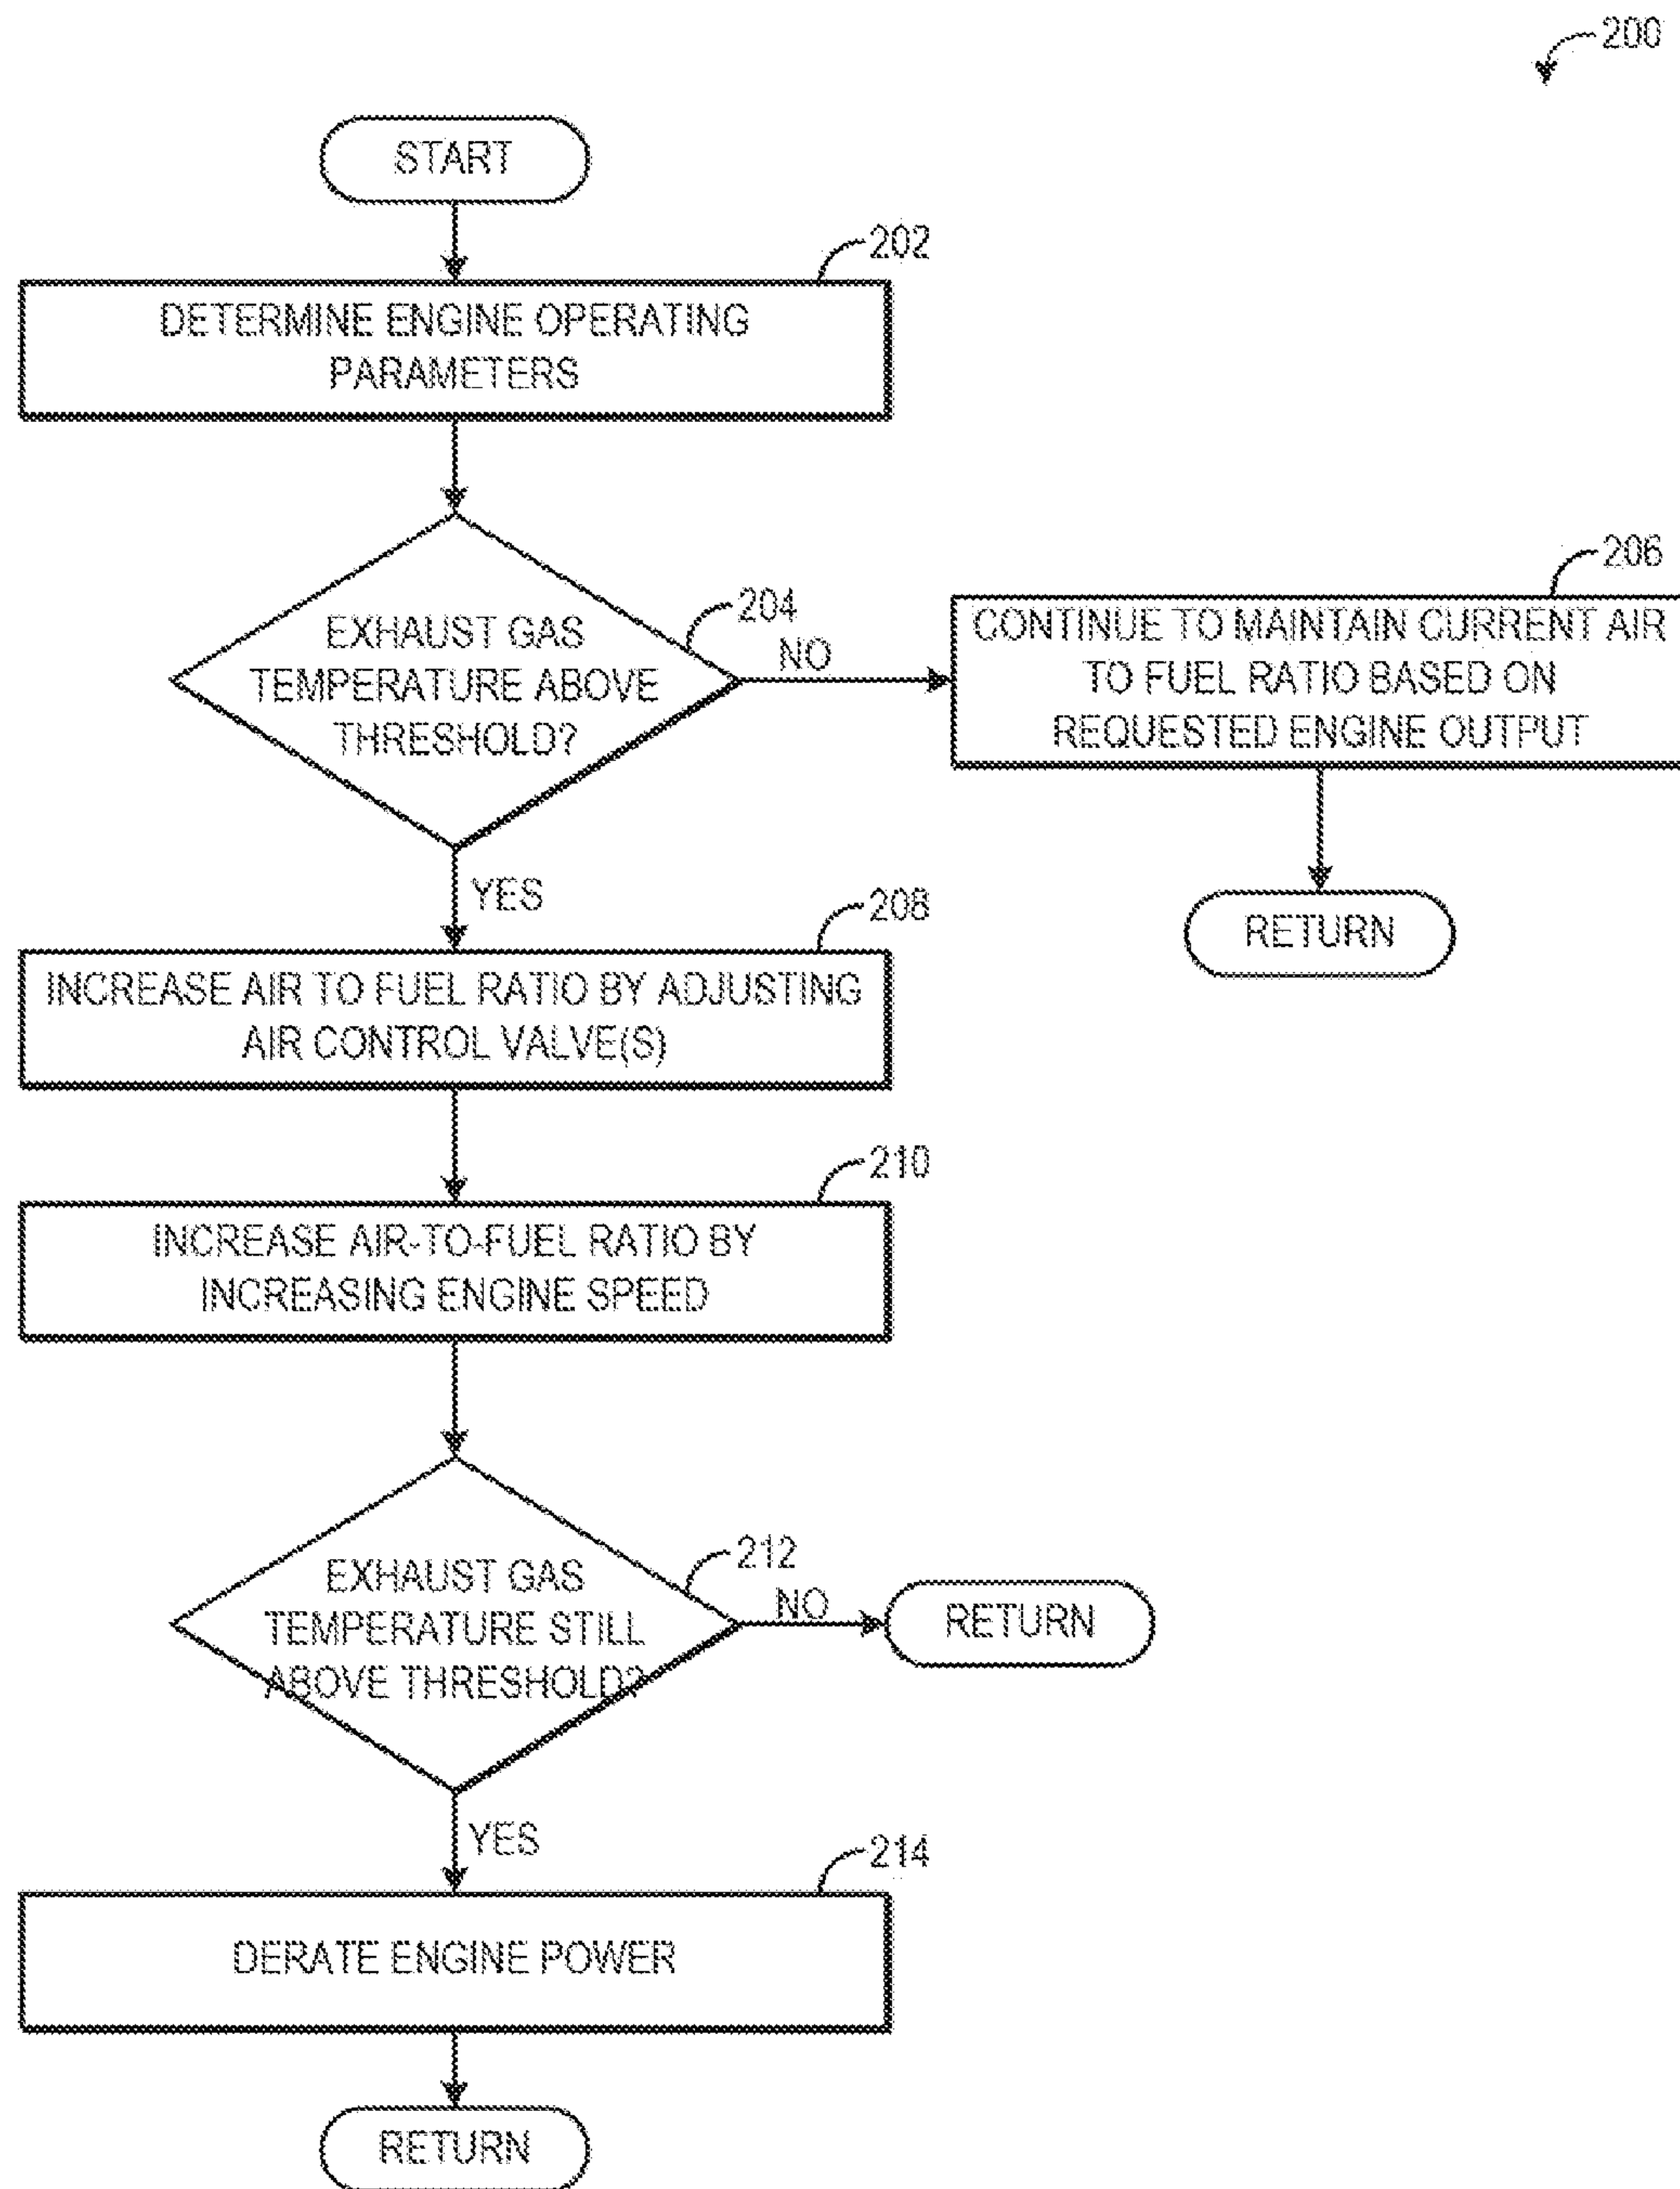 200
START
202
DETERMINE ENGINE OPERATING
PARAMETERS
204
EXHAUST GAS
TEMPERATURE ABOVE
THRESHOLD?
NO
206
CONTINUE TO MAINTAIN CURRENT AIR
TO FUEL RATIO BASED ON
REQUESTED ENGINE OUTPUT
RETURN
YES
208
INCREASE AIR TO FUEL RATIO BY ADJUSTING
AIR CONTROL VALVE(S)
210
INCREASE AIR-TO-FUEL RATIO BY
INCREASING ENGINE SPEED
212
EXHAUST GAS
TEMPERATURE STILL
ABOVE THRESHOLD?
NO
RETURN
YES
214
DERATE ENGINE POWER
RETURN